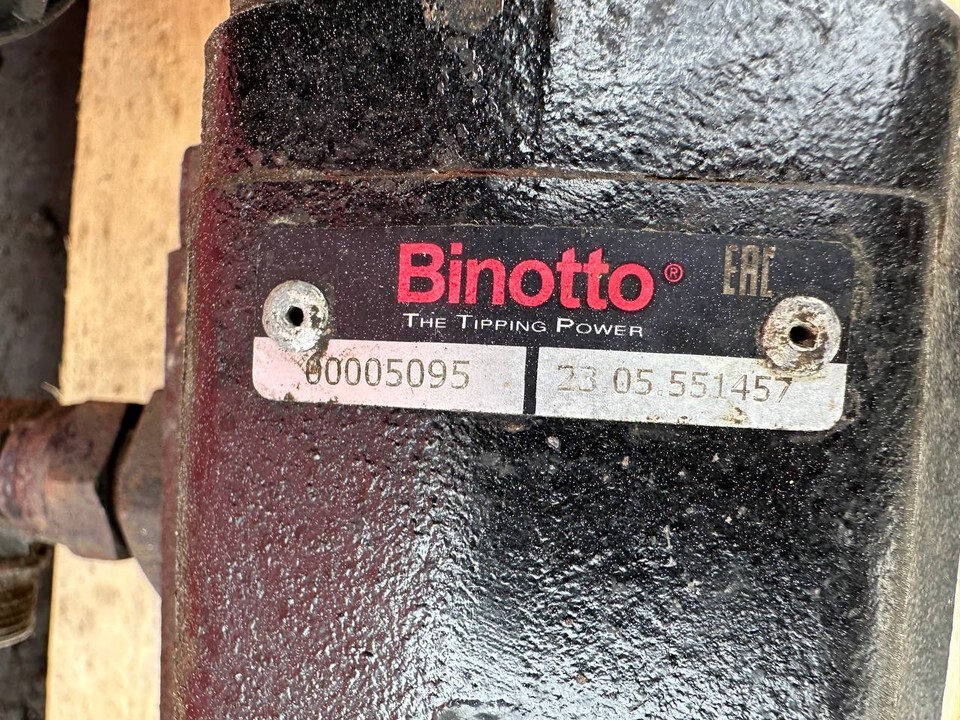 Binotto® EAC
THE TIPPING POWER
00005095 23.05.551457